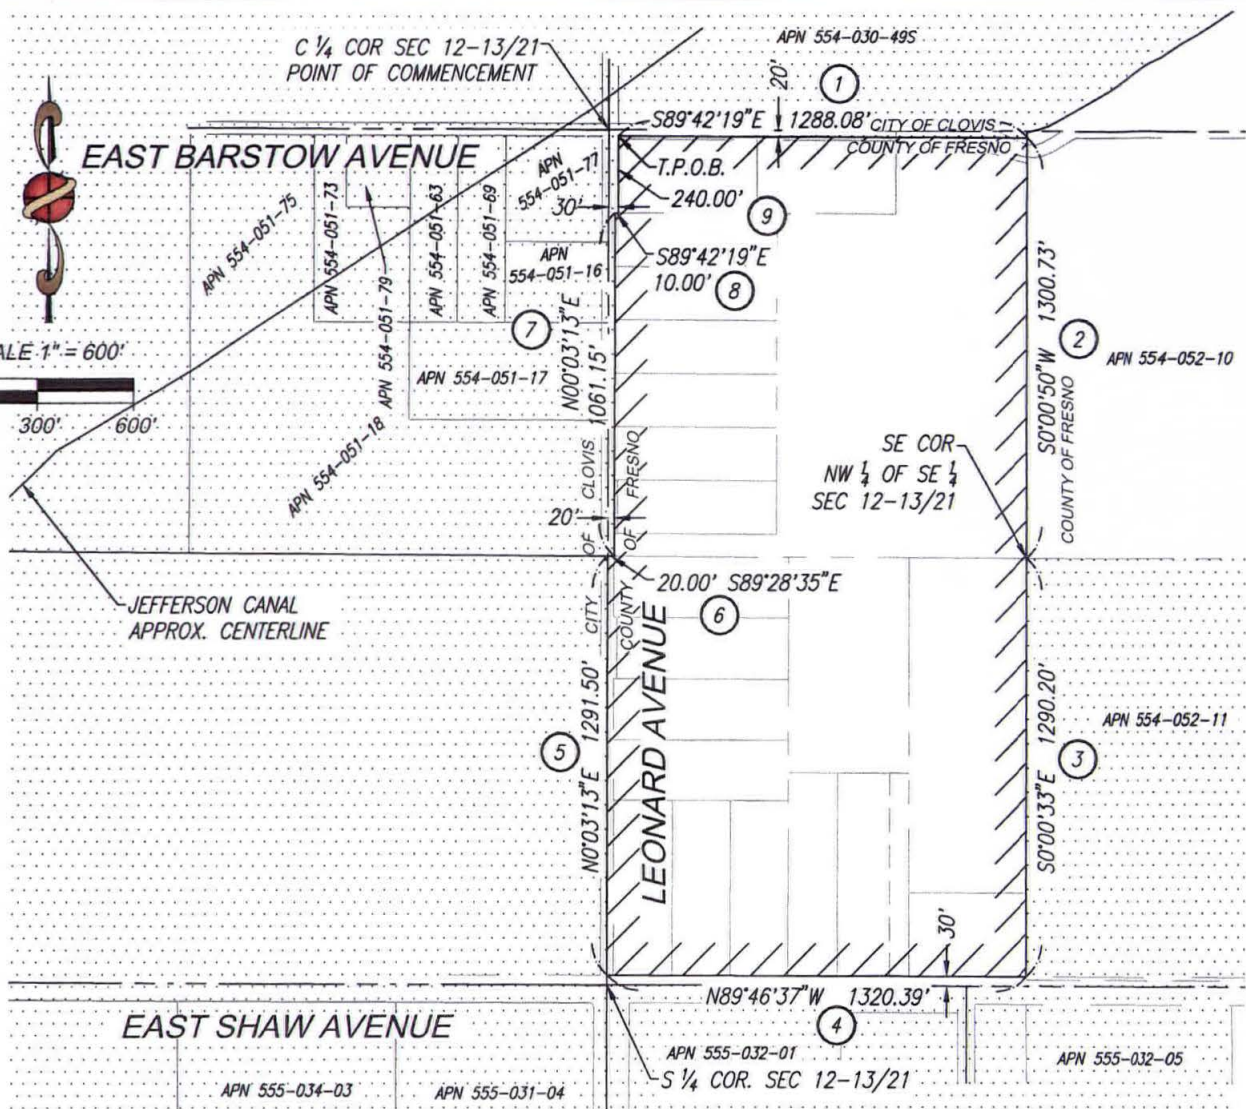 C ¼ COR SEC 12-13/21
POINT OF COMMENCEMENT
APN 554-030-49S
1
20'
S89°42'19"E 1288.08'
CITY OF CLOVIS
COUNTY OF FRESNO
EAST BARSTOW AVENUE
T.P.O.B.
240.00'
9
30'
S89°42'19"E
10.00'
8
APN 554-051-75
APN 554-051-73
APN 554-051-79
APN 554-051-63
APN 554-051-69
APN
554-051-77
APN
554-051-16
7
N00°03'13"E
1061.15'
APN 554-051-17
APN 554-051-18
ALE 1" = 600'
300'
600'
S0°00'50"W 1300.73'
2
COUNTY OF FRESNO
APN 554-052-10
SE COR
NW ¼ OF SE ¼
SEC 12-13/21
CITY OF CLOVIS
COUNTY OF FRESNO
20'
20.00' S89°28'35"E
6
JEFFERSON CANAL
APPROX. CENTERLINE
LEONARD AVENUE
5
N0°03'13"E 1291.50'
S0°00'33"E 1290.20'
3
APN 554-052-11
30'
N89°46'37"W 1320.39'
4
EAST SHAW AVENUE
APN 555-032-01
S ¼ COR. SEC 12-13/21
APN 555-032-05
APN 555-034-03
APN 555-031-04